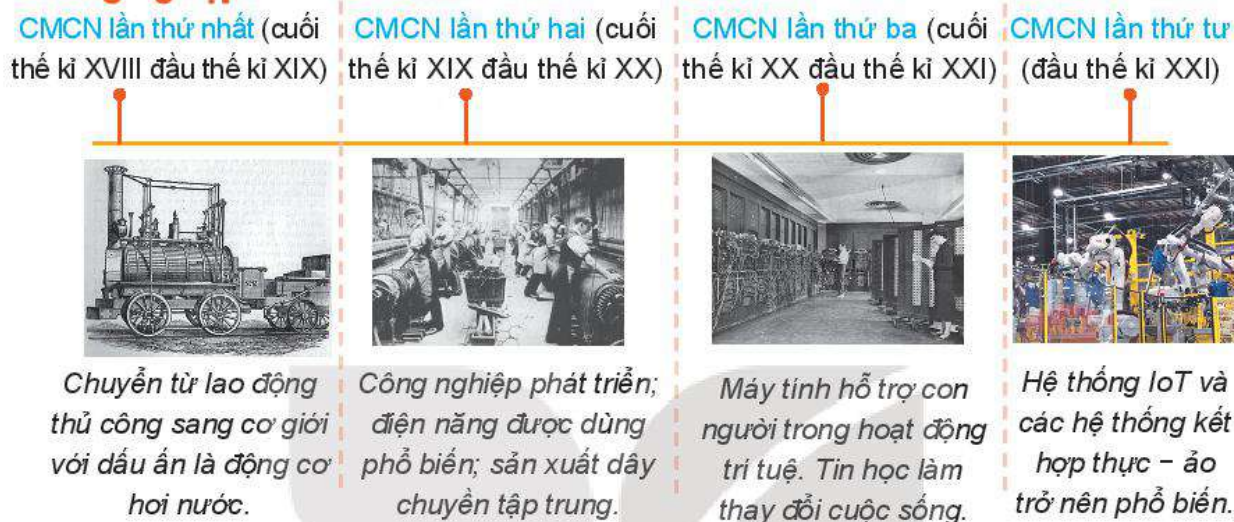 CMCN lần thứ nhất (cuối
thế kỉ XVIII đầu thế kỉ XIX)
CMCN lần thứ hai (cuối
thế kỉ XIX đầu thế kỉ XX)
CMCN lần thứ ba (cuối
thế kỉ XX đầu thế kỉ XXI)
CMCN lần thứ tư
(đầu thế kỉ XXI)
Chuyển từ lao động
thủ công sang cơ giới
với dấu ấn là động cơ
hơi nước.
Công nghiệp phát triển;
điện năng được dùng
phổ biến; sản xuất dây
chuyền tập trung.
Máy tính hỗ trợ con
người trong hoạt động
trí tuệ. Tin học làm
thay đổi cuộc sống.
Hệ thống IoT và
các hệ thống kết
hợp thực – ảo
trở nên phổ biến.